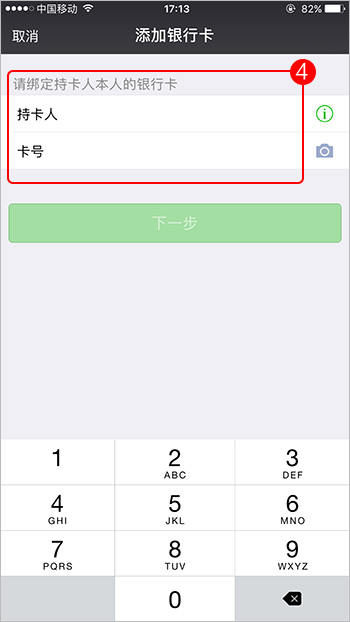 中国移动 17:13 82%
取消 添加银行卡
4
请绑定持卡人本人的银行卡
持卡人
卡号
下一步
1 2 3
ABC DEF
4 5 6
GHI JKL MNO
7 8 9
PQRS TUV WXYZ
0